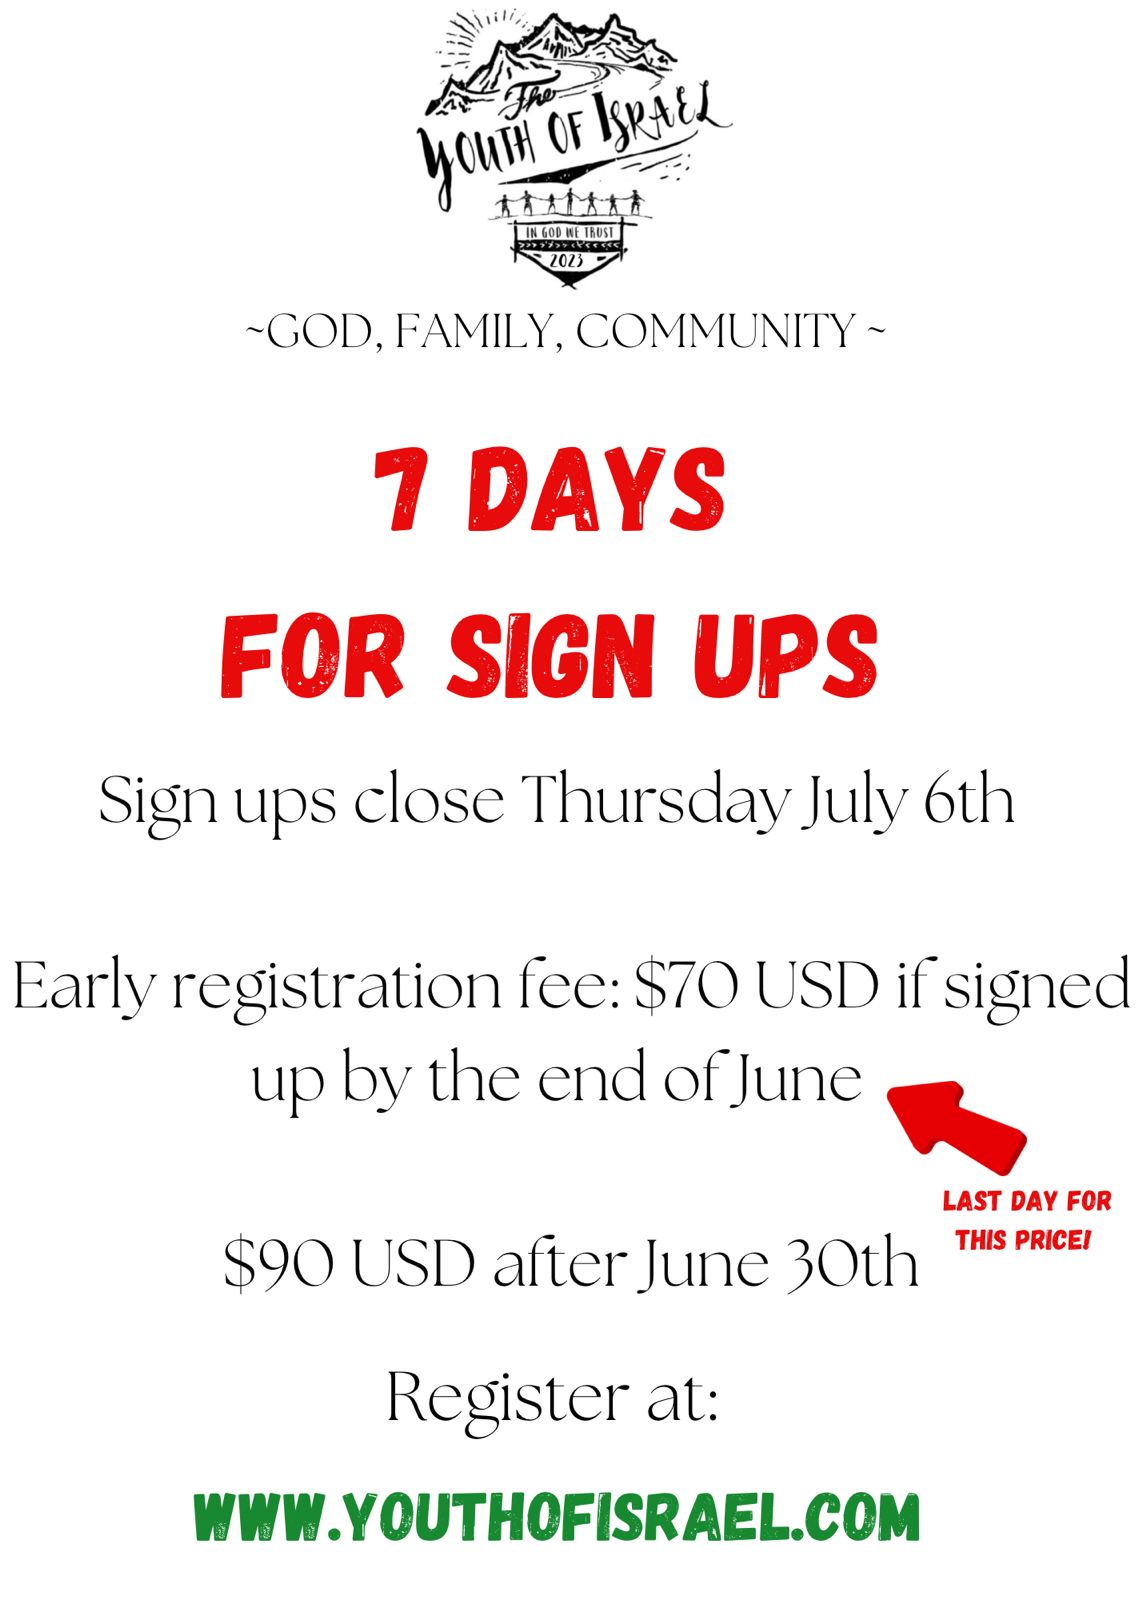 The
YOUTH OF ISRAEL
IN GOD WE TRUST
2023
~GOD, FAMILY, COMMUNITY ~
7 DAYS
FOR SIGN UPS
Sign ups close Thursday July 6th
Early registration fee: $70 USD if signed
up by the end of June
LAST DAY FOR
THIS PRICE!
$90 USD after June 30th
Register at:
WWW.YOUTHOFISRAEL.COM